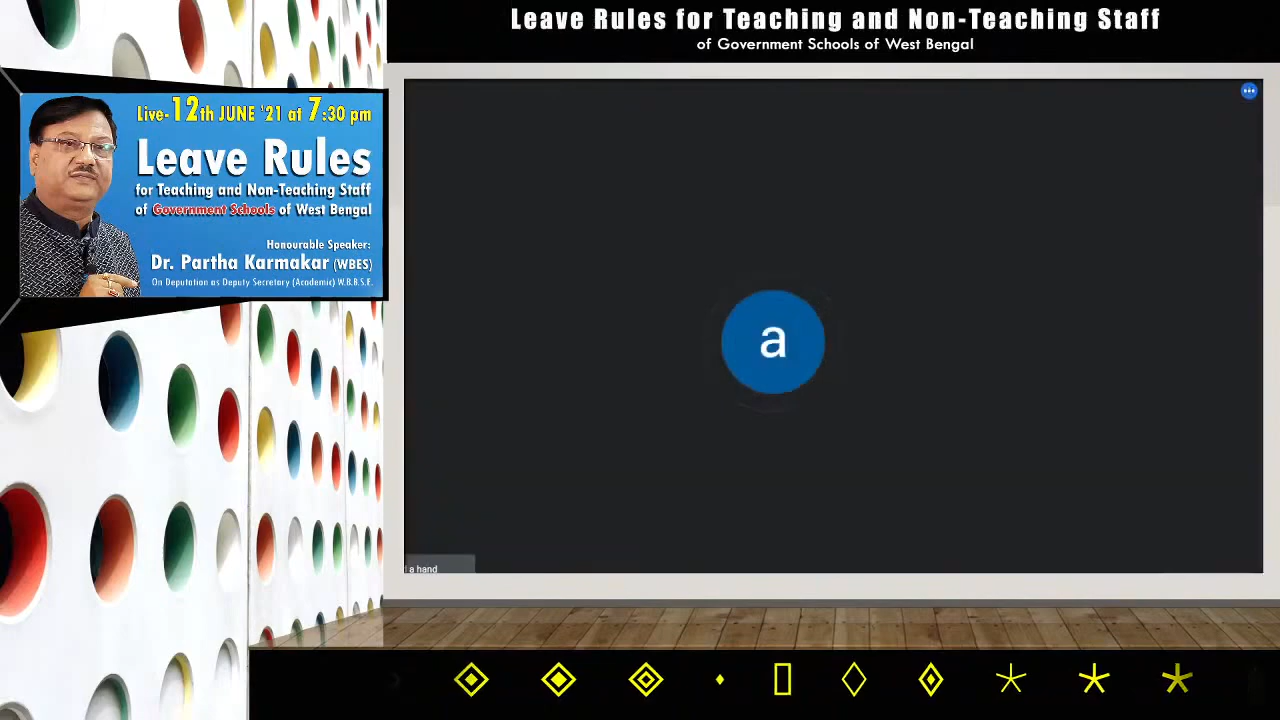 Leave Rules for Teaching and Non-Teaching Staff
of Government Schools of West Bengal
Live-12th JUNE '21 at 7:30 pm
Leave Rules
for Teaching and Non-Teaching Staff
of Government Schools of West Bengal
Honourable Speaker:
Dr. Partha Karmakar (WBES)
On Deputation as Deputy Secretary (Academic) W.B.B.S.E.
a
a hand